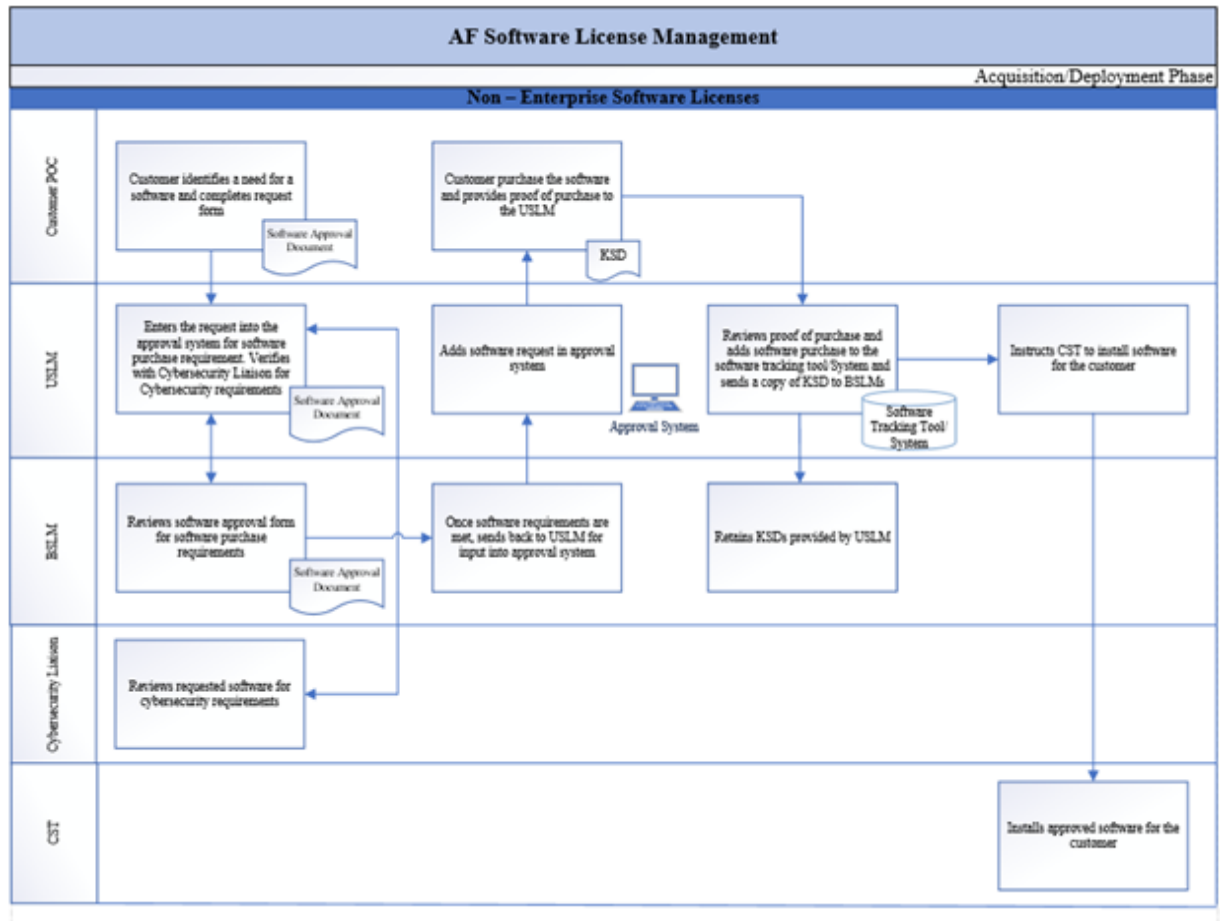 AF Software License Management
Acquisition/Deployment Phase
Non – Enterprise Software Licenses
Customer POC
Customer identifies a need for a
software and completes request
form
Software Approval
Document
Customer purchase the software
and provides proof of purchase to
the USLM
KSD
USLM
Enters the request into the
approval system for software
purchase requirement. Verifies
with Cybersecurity Liaison for
Cybersecurity requirements
Software Approval
Document
Adds software request in approval
system
Approval System
Reviews proof of purchase and
adds software purchase to the
software tracking tool/System and
sends a copy of KSD to BSLMs
Software
Tracking Tool/
System
Instructs CST to install software
for the customer
BSLM
Reviews software approval form
for software purchase
requirements
Software Approval
Document
Once software requirements are
met, sends back to USLM for
input into approval system
Retains KSDs provided by USLM
Cybersecurity Liaison
Reviews requested software for
cybersecurity requirements
CST
Installs approved software for the
customer